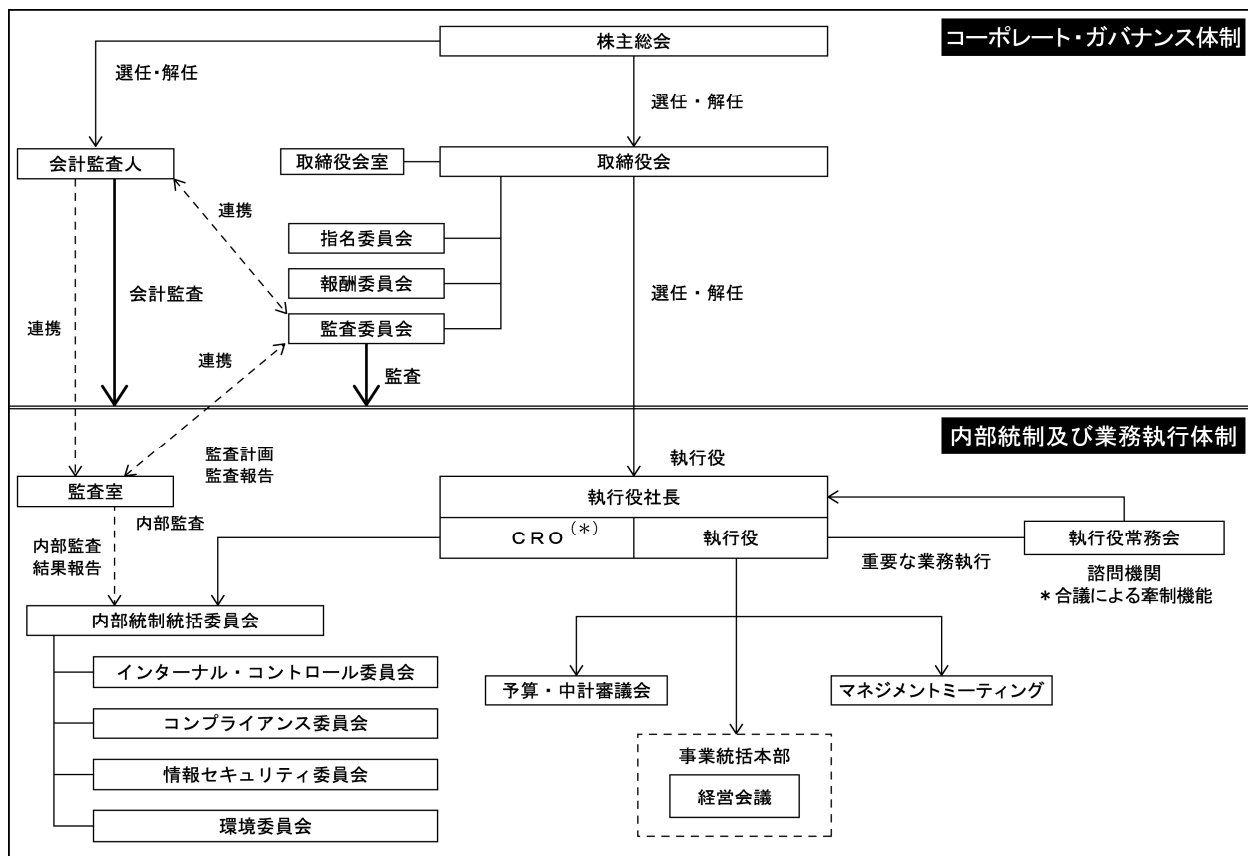 株主総会
コーポレート・ガバナンス体制
選任・解任
選任・解任
会計監査人
取締役会室
取締役会
連携
指名委員会
報酬委員会
会計監査
選任・解任
監査委員会
連携
連携
監査
内部統制及び業務執行体制
監査計画
監査報告
執行役
監査室
執行役社長
内部監査
CRO(*)
執行役
執行役常務会
内部監査
結果報告
重要な業務執行
諮問機関
*合議による牽制機能
内部統制統括委員会
インターナル・コントロール委員会
予算・中計審議会
マネジメントミーティング
コンプライアンス委員会
事業統括本部
情報セキュリティ委員会
経営会議
環境委員会